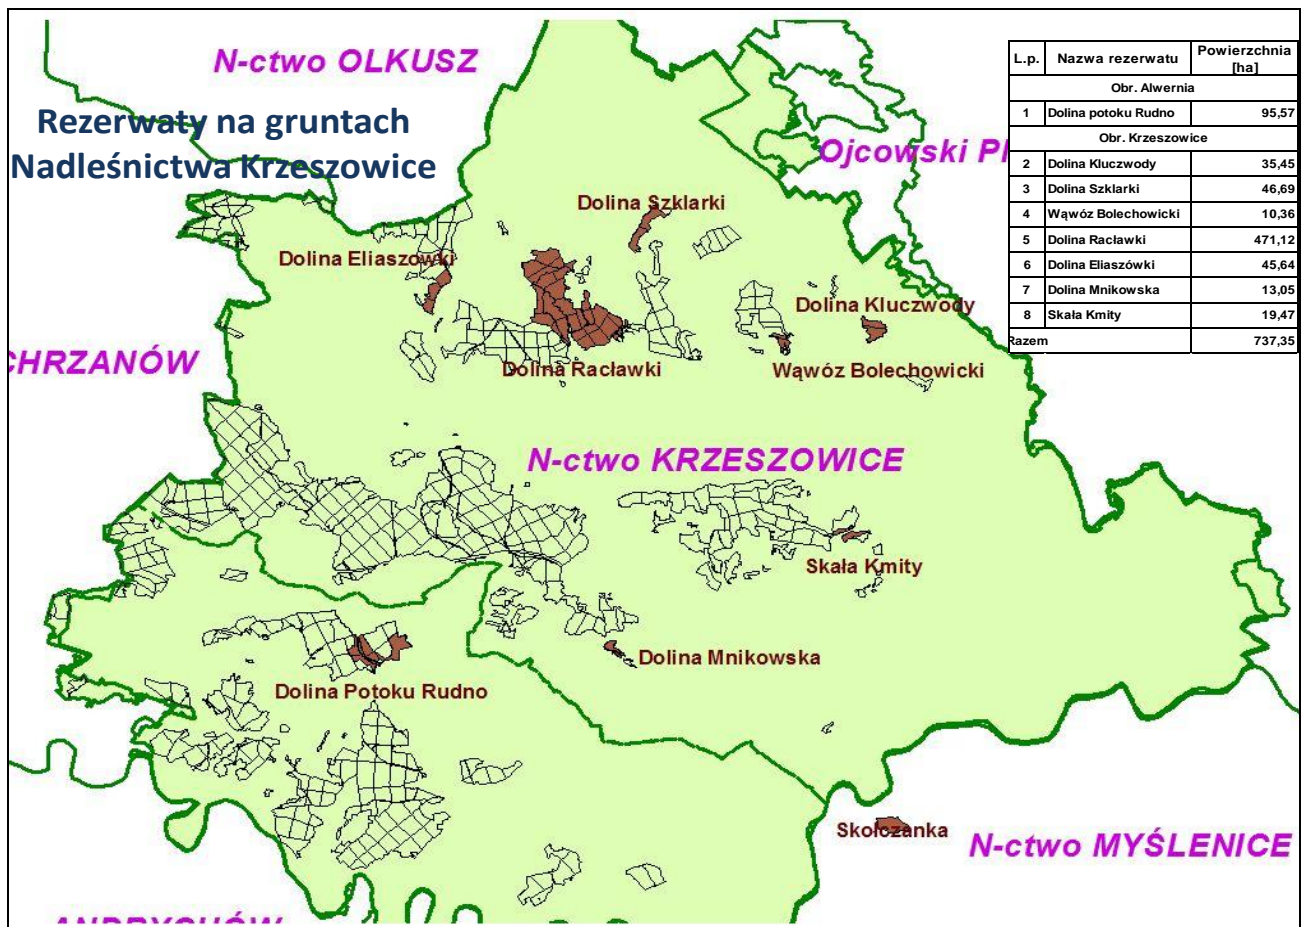 N-ctwo OLKUSZ
Rezerwaty na gruntach
Nadleśnictwa Krzeszowice
Ojcowski
L.p. Nazwa rezerwatu Powierzchnia [ha]
Obr. Alwernia
1 Dolina potoku Rudno 95,57
Obr. Krzeszowice
2 Dolina Kluczwody 35,45
3 Dolina Szklarki 46,69
4 Wąwóz Bolechowicki 10,36
5 Dolina Racławki 471,12
6 Dolina Eliaszówki 45,64
7 Dolina Mnikowska 13,05
8 Skała Kmity 19,47
Razem 737,35
Dolina Szklarki
Dolina Eliaszowki
Dolina Kluczwody
CHRZANÓW
Dolina Racławki
Wąwóz Bolechowicki
N-ctwo KRZESZOWICE
Skała Kmity
Dolina Mnikowska
Dolina Potoku Rudno
Skołczanka
N-ctwo MYŚLENICE